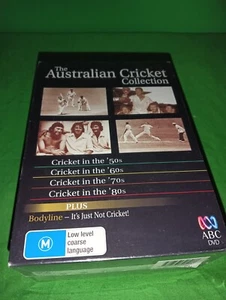 The
Australian Cricket
Collection
Cricket in the '50s
Cricket in the '60s
Cricket in the '70s
Cricket in the '80s
PLUS
Bodyline – It's Just Not Cricket!
M
Low level
coarse
language
ABC
DVD